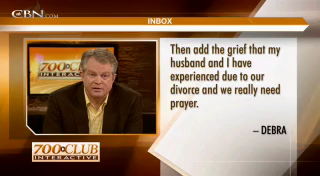 CBN.COM
INBOX
Then add the grief that my
husband and I have
experienced due to our
divorce and we really need
prayer.
– DEBRA
700 CLUB
INTERACTIVE
700 CLUB
INTERACTIVE